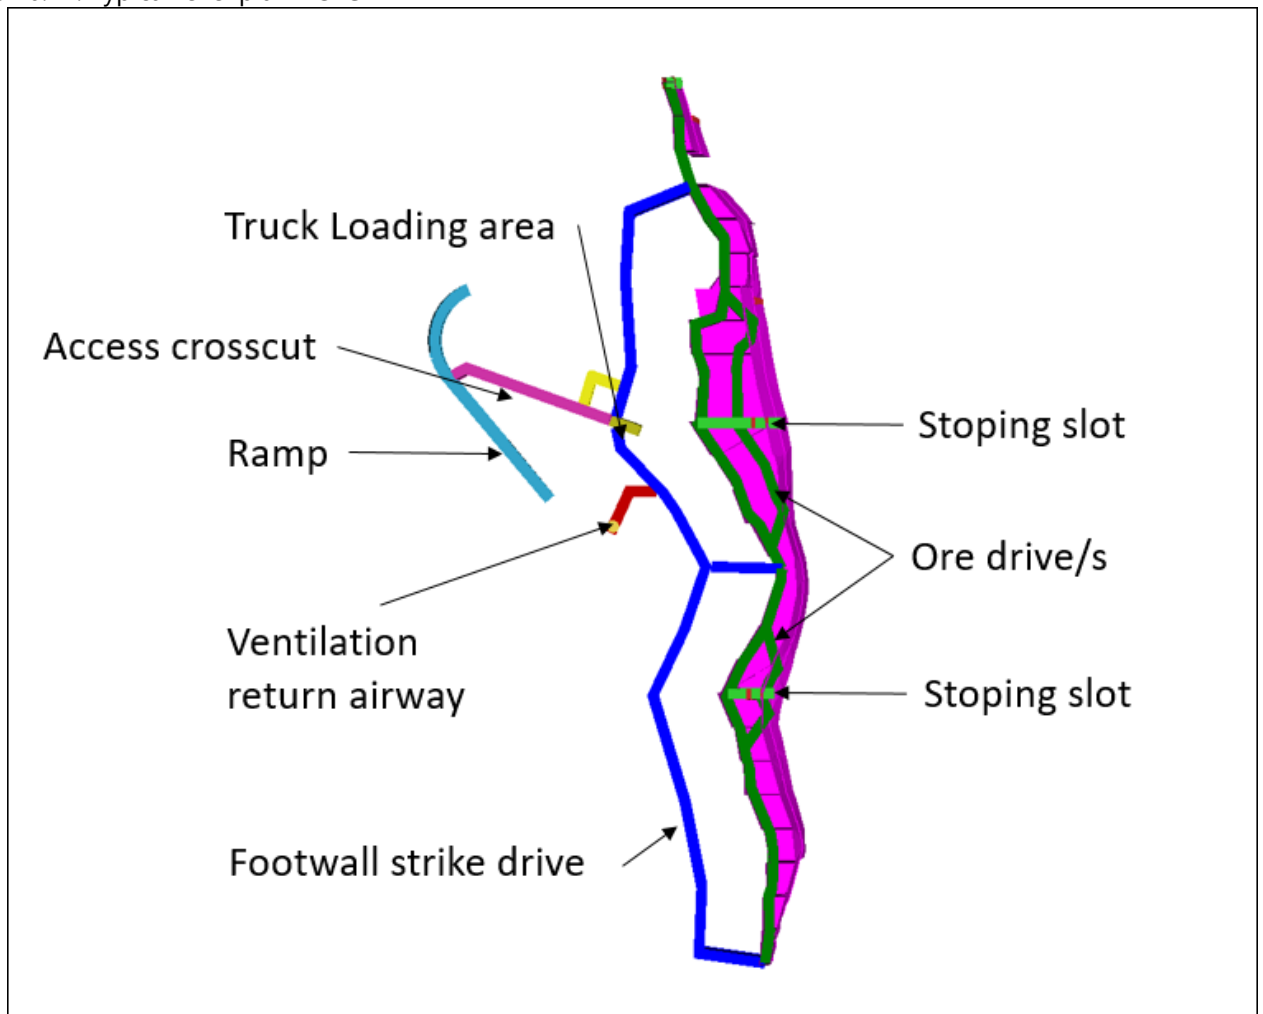 Truck Loading area
Access crosscut
Stoping slot
Ramp
Ore drive/s
Ventilation
return airway
Stoping slot
Footwall strike drive